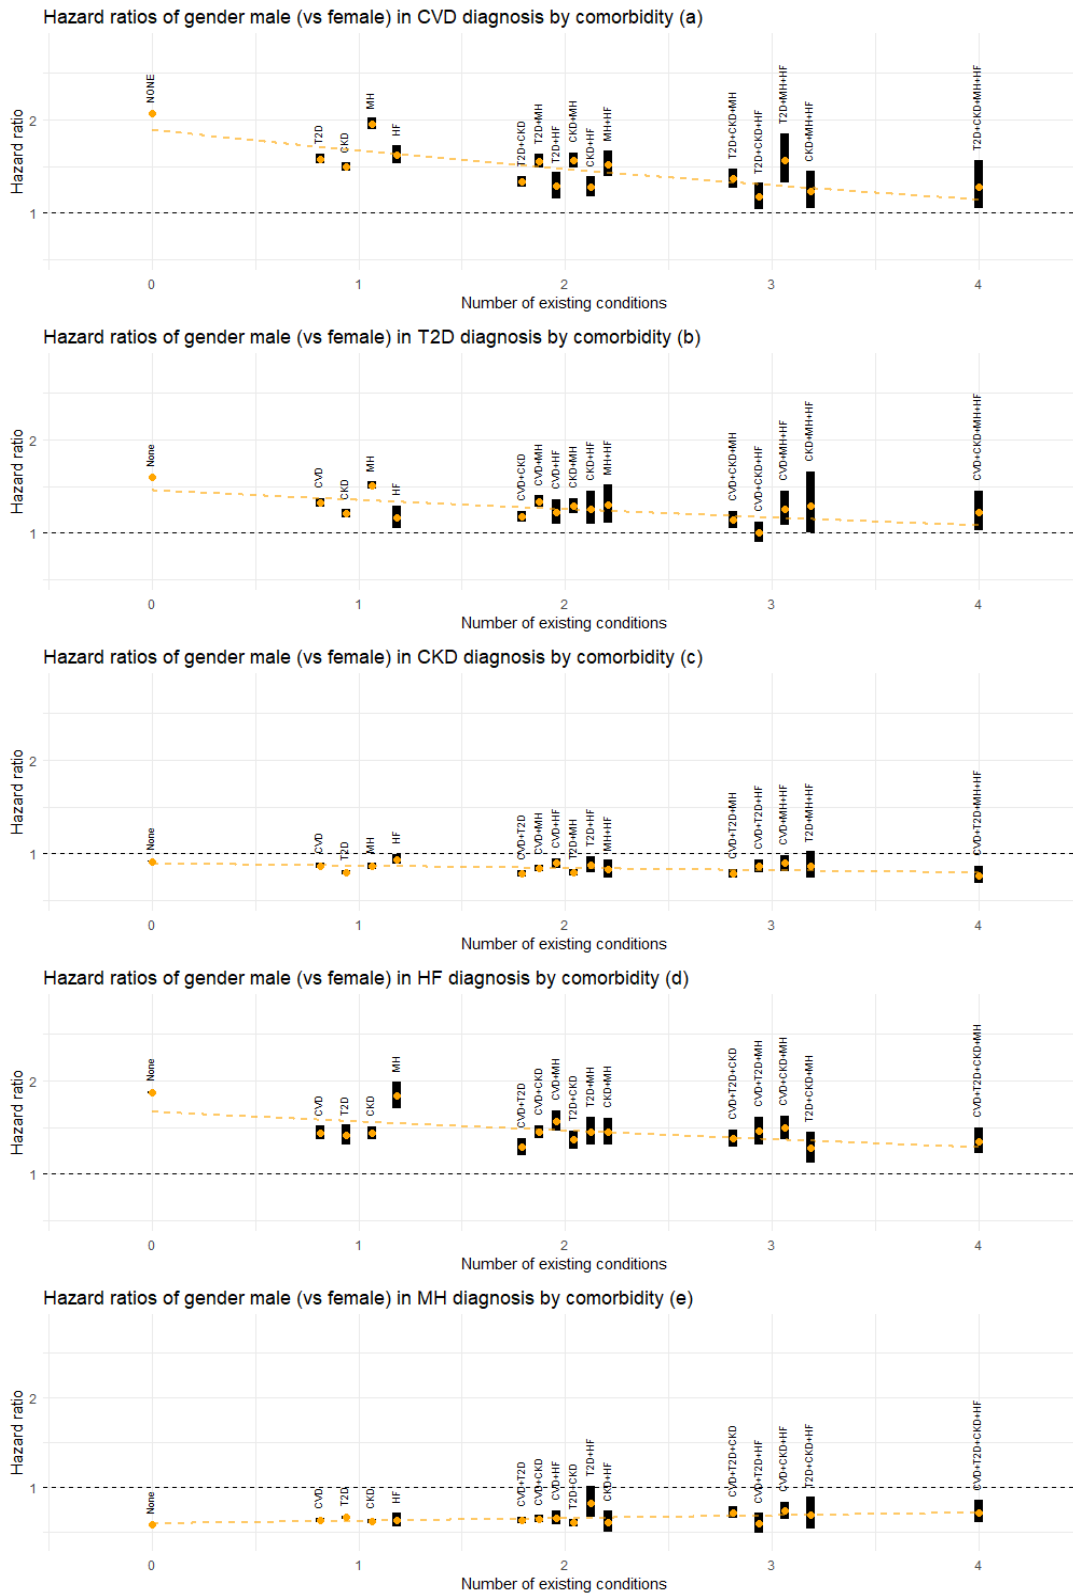 Hazard ratios of gender male (vs female) in CVD diagnosis by comorbidity (a)
Hazard ratio
2
1
NONE
T2D
CKD
MH
HF
T2D+CKD
T2D+MH
T2D+HF
CKD+MH
CKD+HF
MH+HF
T2D+CKD+MH
T2D+CKD+HF
T2D+MH+HF
CKD+MH+HF
T2D+CKD+MH+HF
0 1 2 3 4
Number of existing conditions
Hazard ratios of gender male (vs female) in T2D diagnosis by comorbidity (b)
Hazard ratio
2
1
None
CVD
CKD
MH
HF
CVD+CKD
CVD+MH
CVD+HF
CKD+MH
CKD+HF
MH+HF
CVD+CKD+MH
CVD+CKD+HF
CVD+MH+HF
CKD+MH+HF
CVD+CKD+MH+HF
0 1 2 3 4
Number of existing conditions
Hazard ratios of gender male (vs female) in CKD diagnosis by comorbidity (c)
Hazard ratio
2
1
None
CVD
T2D
MH
HF
CVD+T2D
CVD+MH
CVD+HF
T2D+MH
T2D+HF
MH+HF
CVD+T2D+MH
CVD+T2D+HF
CVD+MH+HF
T2D+MH+HF
CVD+T2D+MH+HF
0 1 2 3 4
Number of existing conditions
Hazard ratios of gender male (vs female) in HF diagnosis by comorbidity (d)
Hazard ratio
2
1
None
CVD
T2D
CKD
MH
CVD+T2D
CVD+CKD
CVD+MH
T2D+CKD
T2D+MH
CKD+MH
CVD+T2D+CKD
CVD+T2D+MH
CVD+CKD+MH
T2D+CKD+MH
CVD+T2D+CKD+MH
0 1 2 3 4
Number of existing conditions
Hazard ratios of gender male (vs female) in MH diagnosis by comorbidity (e)
Hazard ratio
2
1
None
CVD
T2D
CKD
HF
CVD+T2D
CVD+CKD
CVD+HF
T2D+CKD
T2D+HF
CKD+HF
CVD+T2D+CKD
CVD+T2D+HF
CVD+CKD+HF
T2D+CKD+HF
CVD+T2D+CKD+HF
0 1 2 3 4
Number of existing conditions